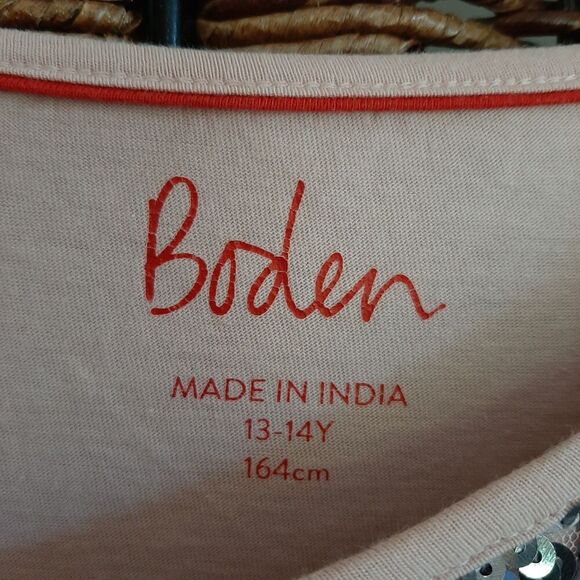 Boden
MADE IN INDIA
13-14Y
164cm